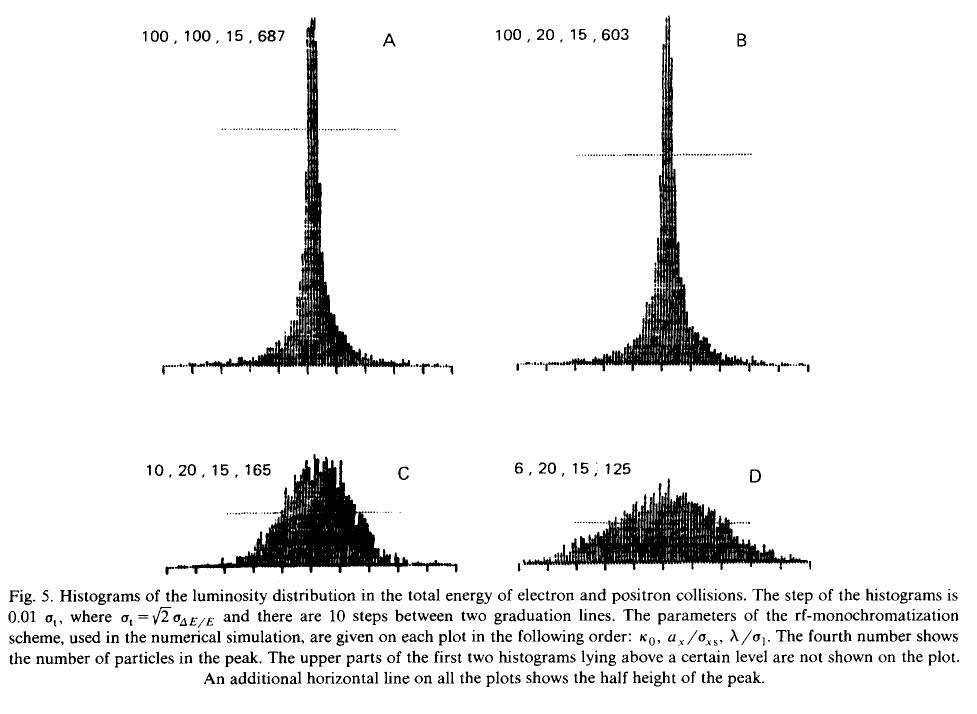 100 , 100 , 15 , 687
A
100 , 20 , 15 , 603
B
10 , 20 , 15 , 165
C
6 , 20 , 15 , 125
D
Fig. 5. Histograms of the luminosity distribution in the total energy of electron and positron collisions. The step of the histograms is
0.01 σt, where σt = √2 σΔE/E and there are 10 steps between two graduation lines. The parameters of the rf-monochromatization
scheme, used in the numerical simulation, are given on each plot in the following order: κ0, ax/σxs, λ/σl. The fourth number shows
the number of particles in the peak. The upper parts of the first two histograms lying above a certain level are not shown on the plot.
An additional horizontal line on all the plots shows the half height of the peak.